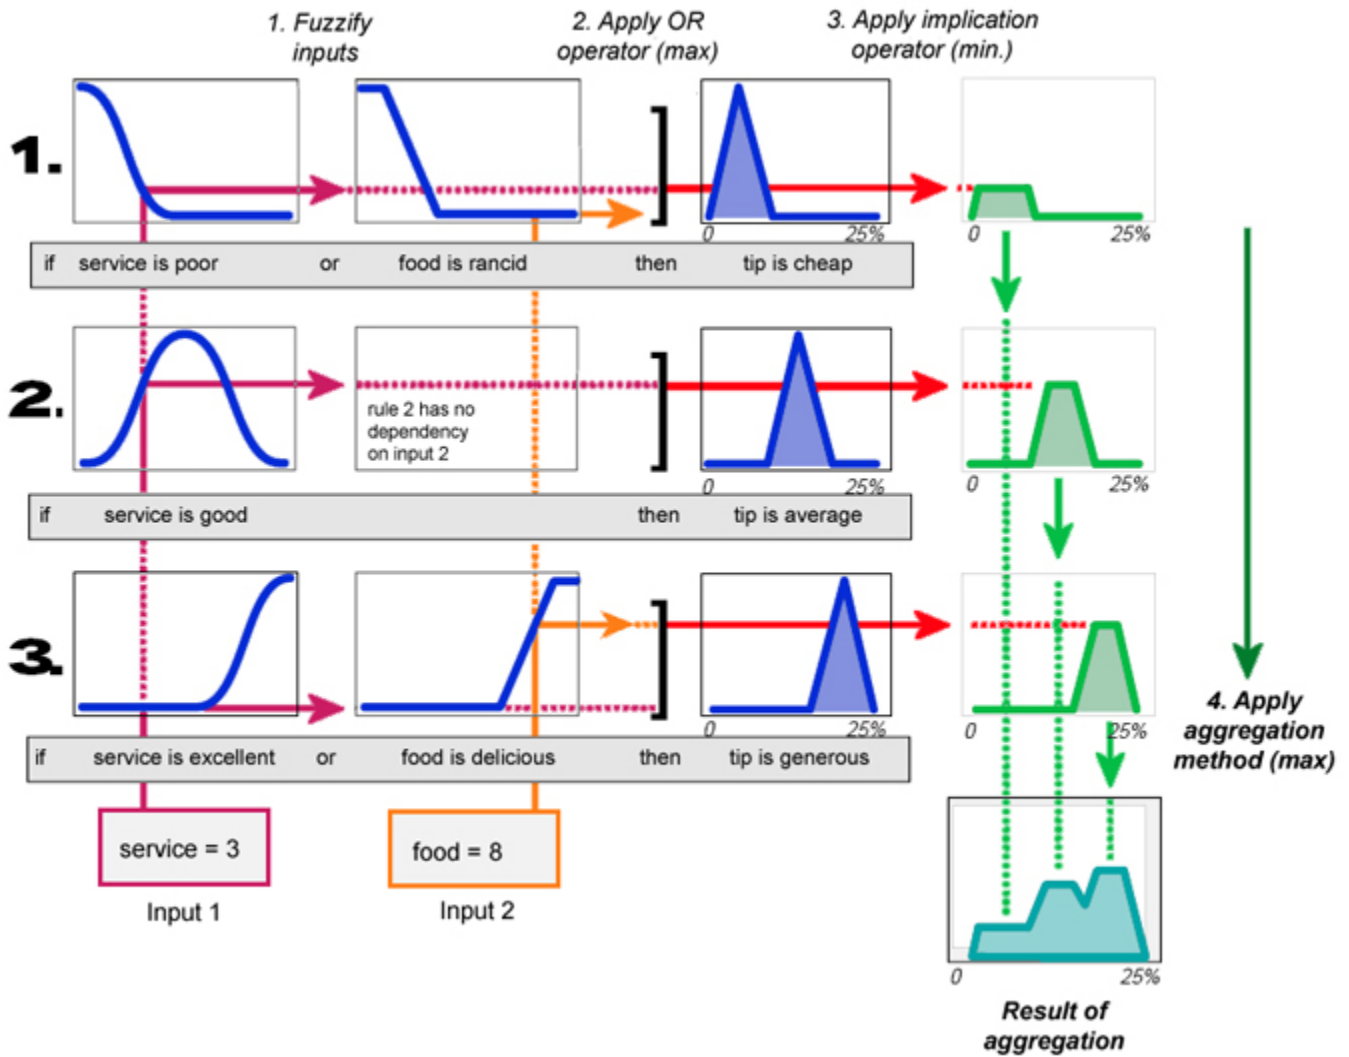 1. Fuzzify
inputs
2. Apply OR
operator (max)
3. Apply implication
operator (min.)
1.
0
25%
0
25%
if service is poor or food is rancid then tip is cheap
2.
rule 2 has no
dependency
on input 2
0
25%
0
25%
if service is good then tip is average
3.
0
25%
0
25%
if service is excellent or food is delicious then tip is generous
4. Apply
aggregation
method (max)
service = 3
food = 8
Input 1
Input 2
0
25%
Result of
aggregation